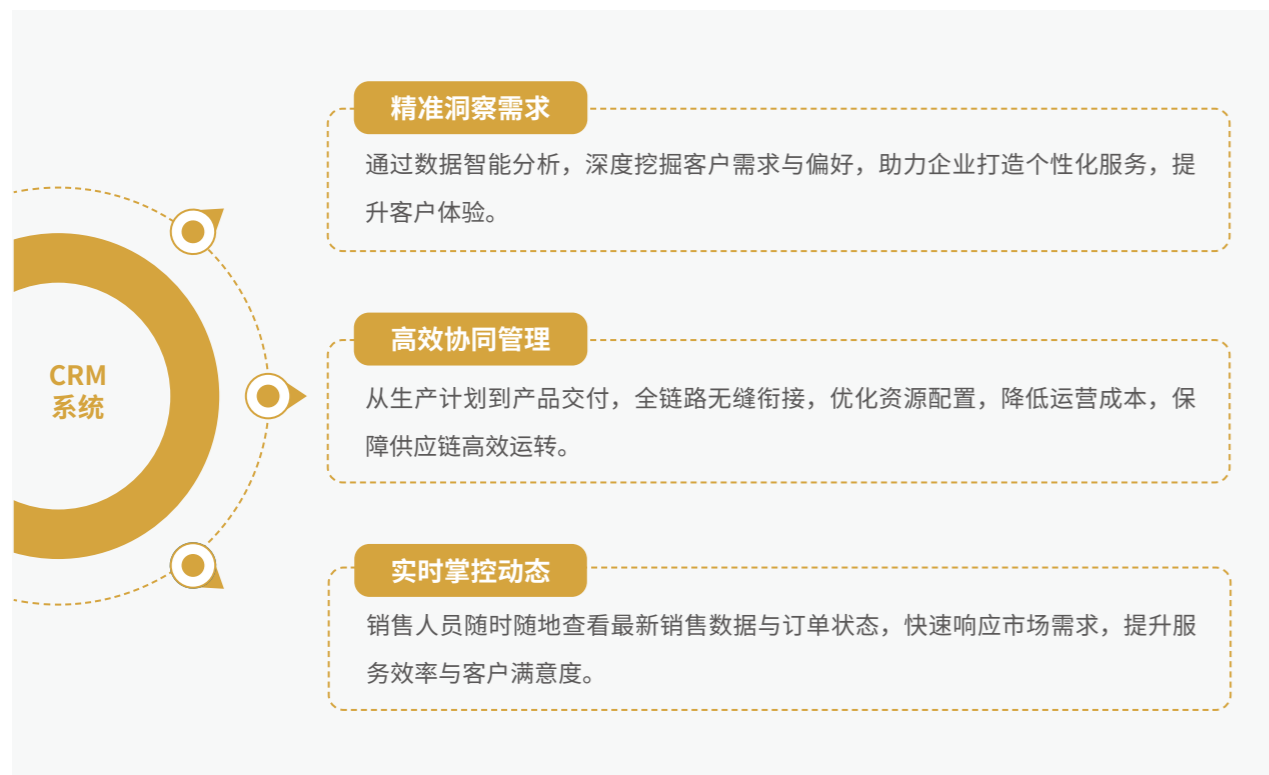 CRM
系统
精准洞察需求
通过数据智能分析，深度挖掘客户需求与偏好，助力企业打造个性化服务，提
升客户体验。
高效协同管理
从生产计划到产品交付，全链路无缝衔接，优化资源配置，降低运营成本，保
障供应链高效运转。
实时掌控动态
销售人员随时随地查看最新销售数据与订单状态，快速响应市场需求，提升服
务效率与客户满意度。